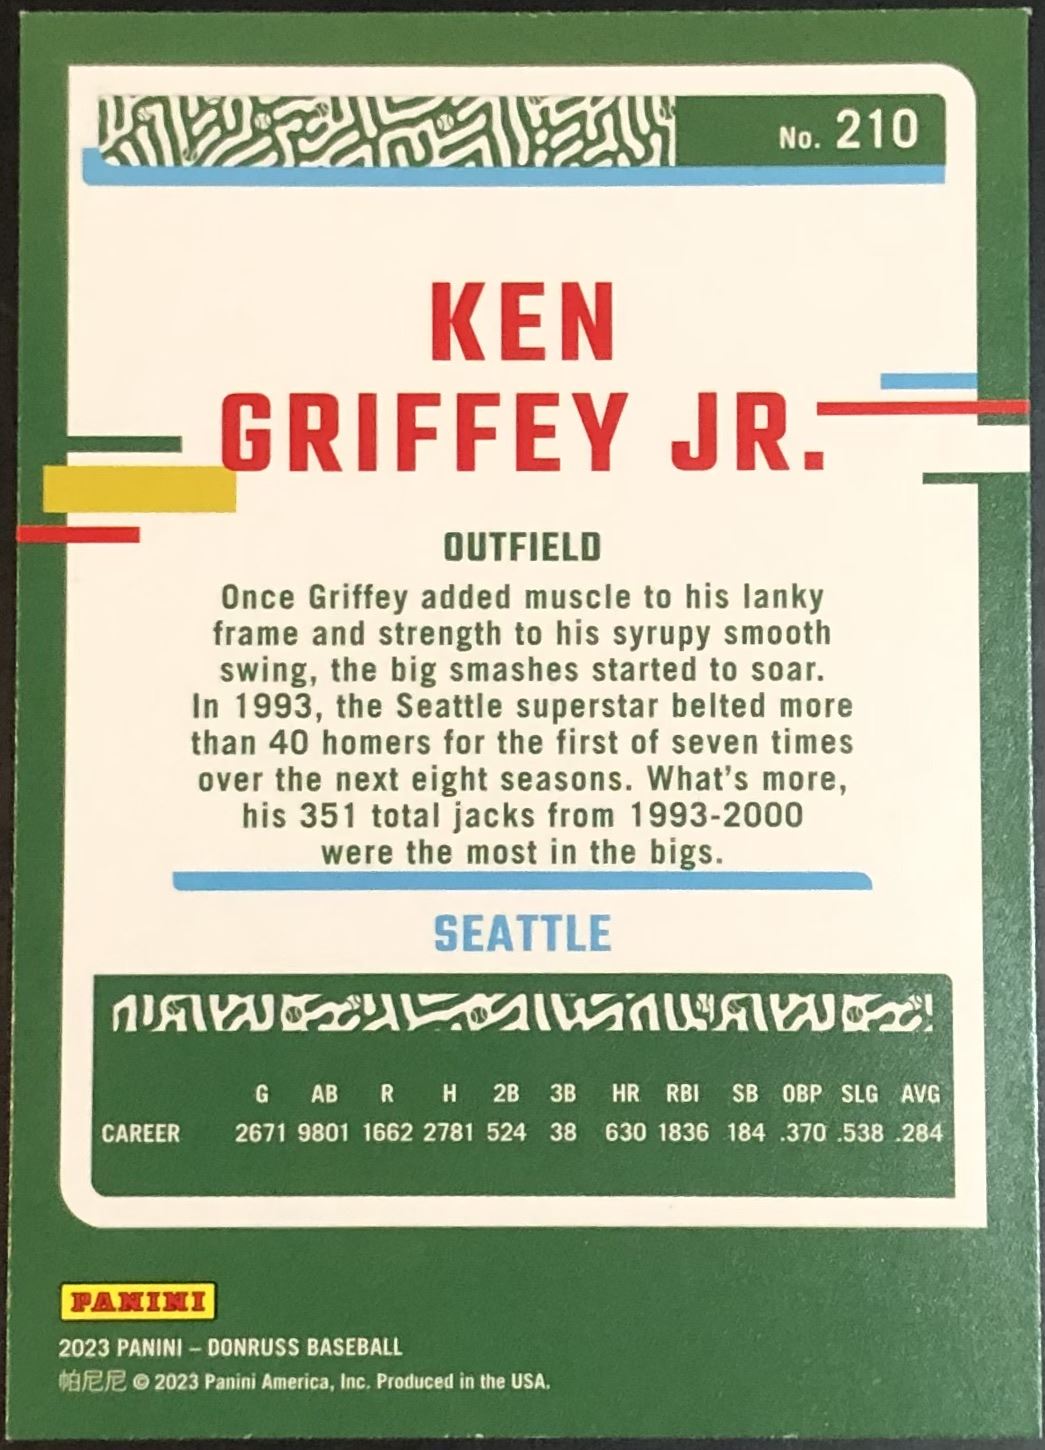 No. 210
KEN
GRIFFEY JR.
OUTFIELD
Once Griffey added muscle to his lanky
frame and strength to his syrupy smooth
swing, the big smashes started to soar.
In 1993, the Seattle superstar belted more
than 40 homers for the first of seven times
over the next eight seasons. What's more,
his 351 total jacks from 1993-2000
were the most in the bigs.
SEATTLE
G AB R H 2B 3B HR RBI SB OBP SLG AVG
CAREER 2671 9801 1662 2781 524 38 630 1836 184 .370 .538 .284
PANINI
2023 PANINI – DONRUSS BASEBALL
帕尼尼 © 2023 Panini America, Inc. Produced in the USA.